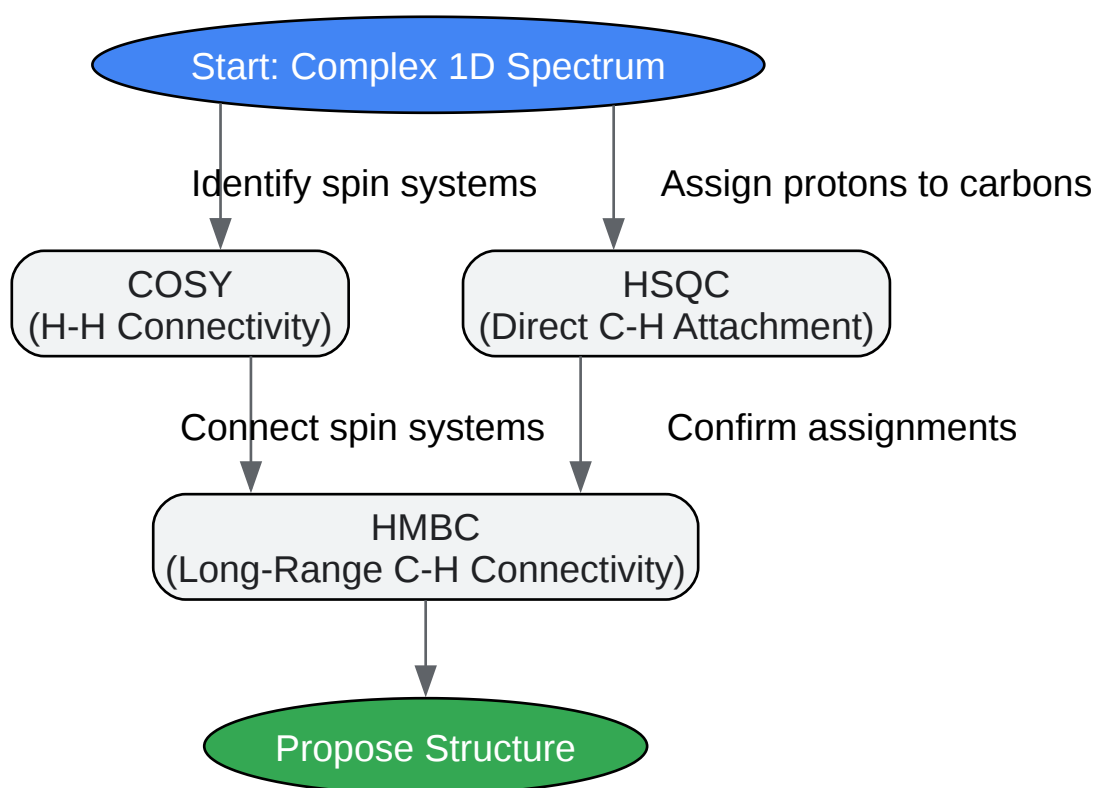 Start: Complex 1D Spectrum
Identify spin systems
Assign protons to carbons
COSY
(H-H Connectivity)
HSQC
(Direct C-H Attachment)
Connect spin systems
Confirm assignments
HMBC
(Long-Range C-H Connectivity)
Propose Structure